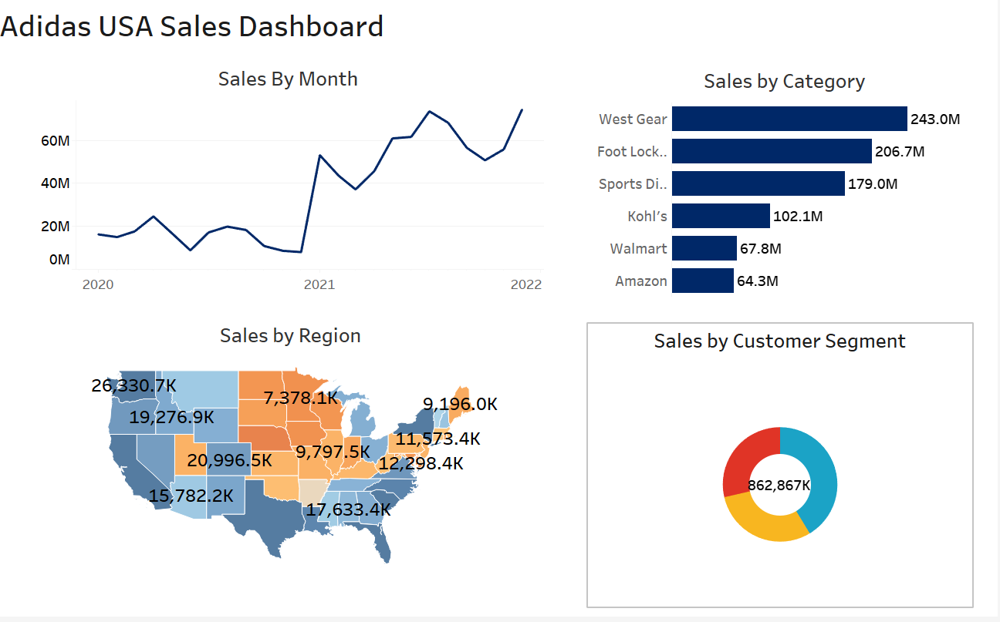 Adidas USA Sales Dashboard
Sales By Month
60M
40M
20M
0M
2020
2021
2022
Sales by Category
West Gear
243.0M
Foot Lock..
206.7M
Sports Di..
179.0M
Kohl's
102.1M
Walmart
67.8M
Amazon
64.3M
Sales by Region
26,330.7K
7,378.1K
9,196.0K
19,276.9K
11,573.4K
9,797.5K
20,996.5K
12,298.4K
15,782.2K
17,633.4K
Sales by Customer Segment
862,867K